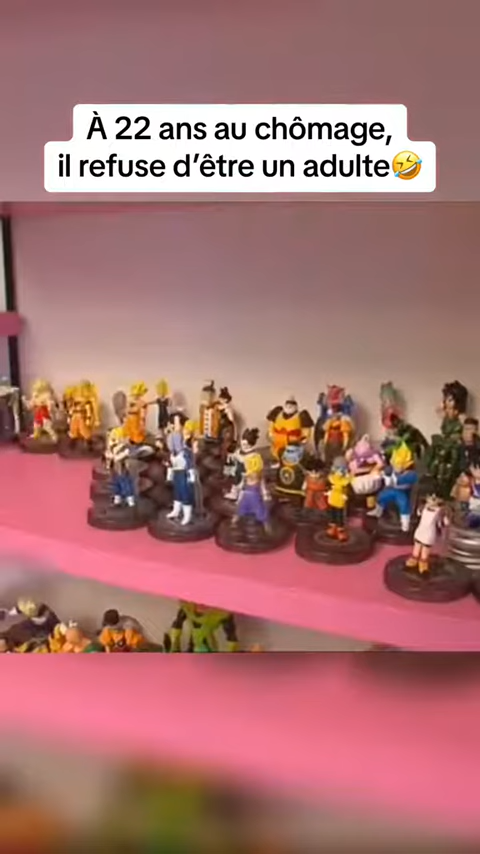 À 22 ans au chômage,
il refuse d’être un adulte🤣